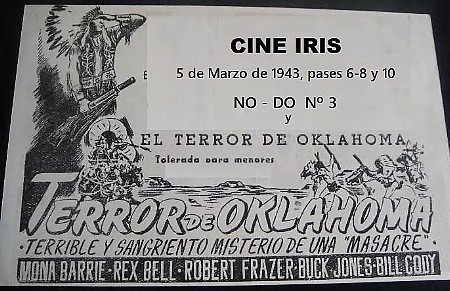 CINE IRIS
5 de Marzo de 1943, pases 6-8 y 10
NO - DO Nº 3
y
EL TERROR DE OKLAHOMA
Tolerada para menores
TERROR DE OKLAHOMA
· TERRIBLE Y SANGRIENTO MISTERIO DE UNA "MASACRE" ·
MONA BARRIE · REX BELL · ROBERT FRAZER · BUCK JONES · BILL CODY